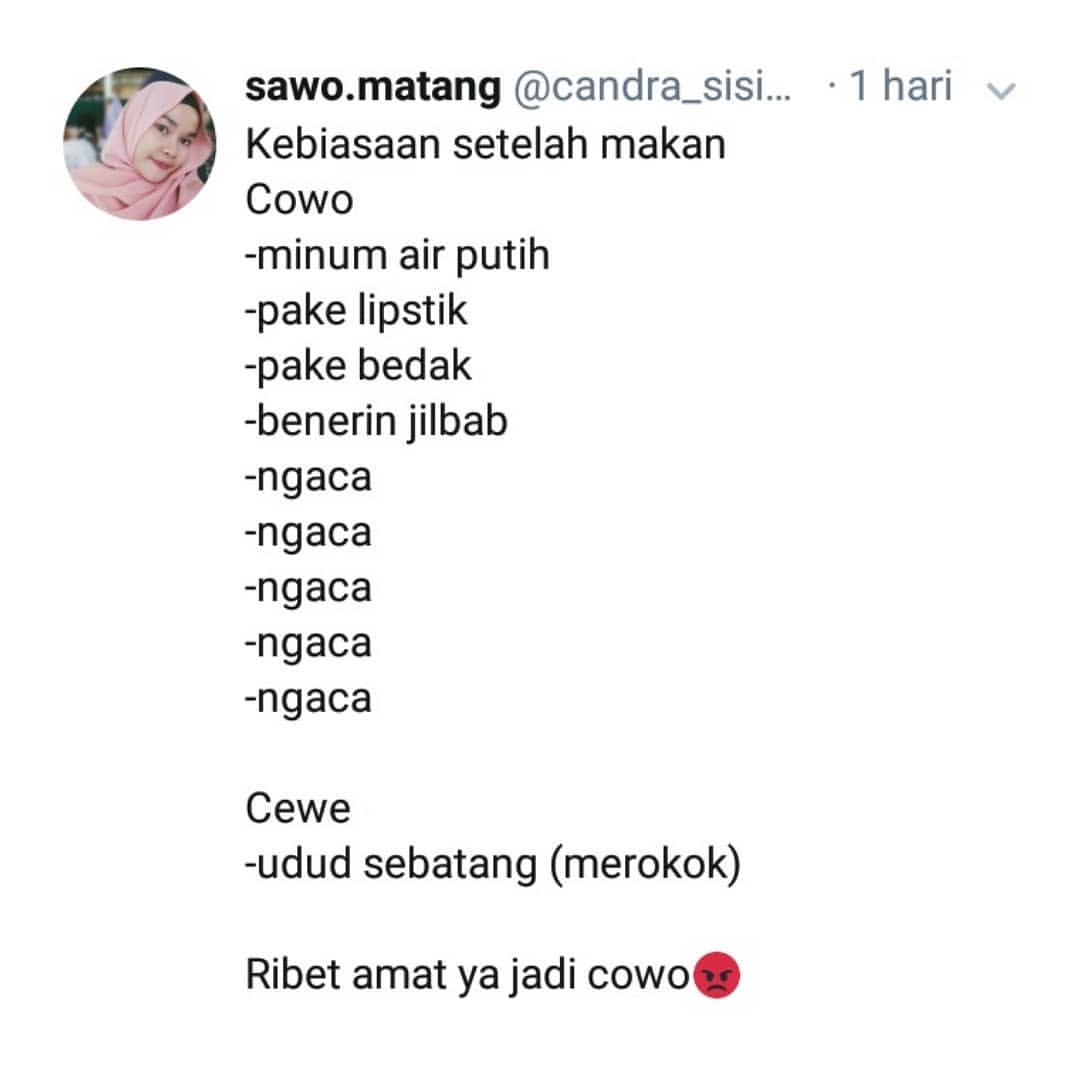 sawo.matang @candra_sisi... · 1 hari
Kebiasaan setelah makan
Cowo
-minum air putih
-pake lipstik
-pake bedak
-benerin jilbab
-ngaca
-ngaca
-ngaca
-ngaca
-ngaca
Cewe
-udud sebatang (merokok)
Ribet amat ya jadi cowo😡